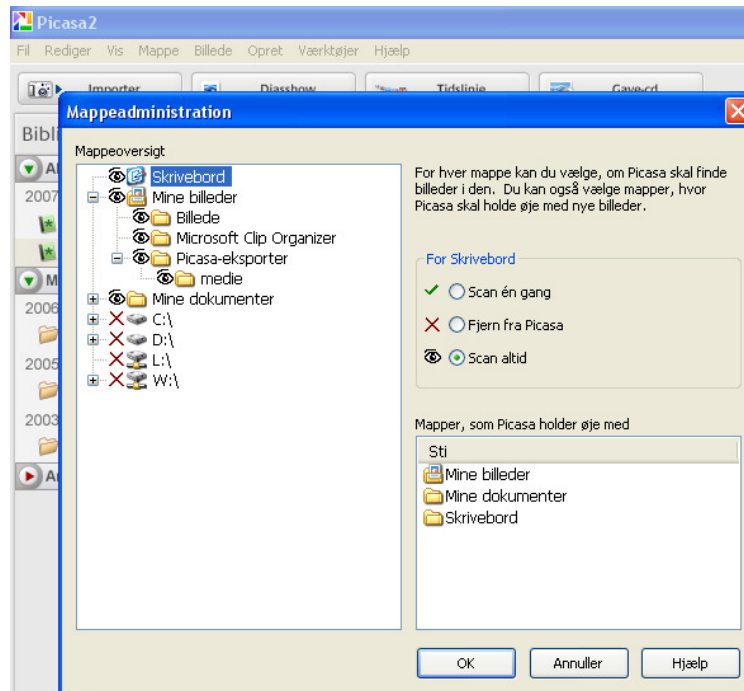 Picasa2
Fil Rediger Vis Mappe Billede Opret Værktøjer Hjælp
Importer Diasshow Tidslinie Gave-cd
Mappeadministration
Mappeoversigt
Skrivebord
Mine billeder
Billede
Microsoft Clip Organizer
Picasa-eksporter
medie
Mine dokumenter
C:\
D:\
L:\
W:\
For hver mappe kan du vælge, om Picasa skal finde
billeder i den. Du kan også vælge mapper, hvor
Picasa skal holde øje med nye billeder.
For Skrivebord
Scan én gang
Fjern fra Picasa
Scan altid
Mapper, som Picasa holder øje med
Sti
Mine billeder
Mine dokumenter
Skrivebord
OK Annuller Hjælp
Bibli
2007
2006
2005
2003